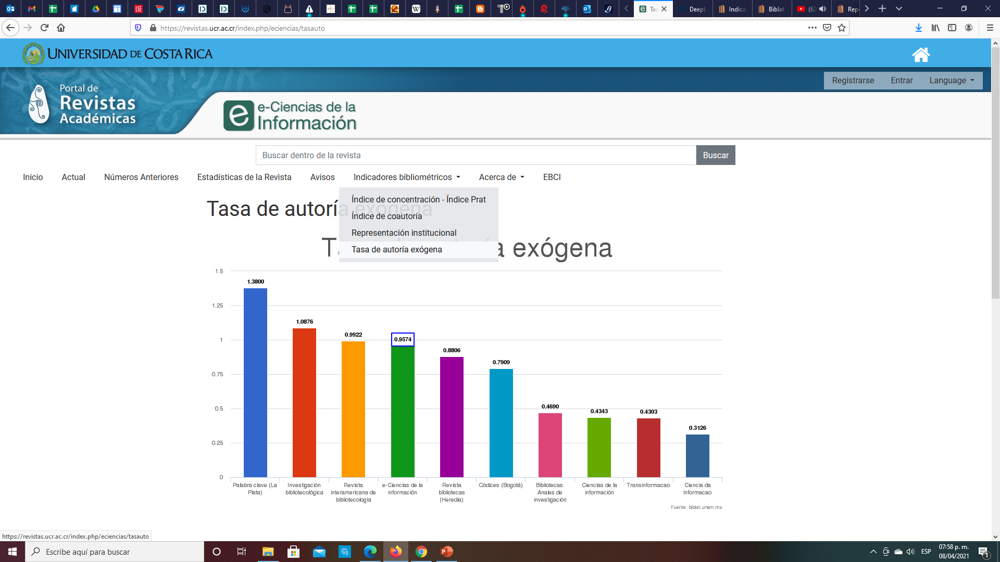 Tas
DeepL
Indica
Biblat
(62
Rep
https://revistas.ucr.ac.cr/index.php/eciencias/tasauto
UNIVERSIDAD DE COSTA RICA
Registrarse Entrar Language
Portal de
Revistas
Académicas
e e-Ciencias de la
Información
Buscar dentro de la revista Buscar
Inicio Actual Números Anteriores Estadísticas de la Revista Avisos Indicadores bibliométricos Acerca de EBCI
Índice de concentración - Índice Prat
Índice de coautoría
Representación institucional
Tasa de autoría exógena
Tasa de autoría exógena
Tasa de autoría exógena
1.5
1.25
1
0.75
0.5
0.25
0
1.3800
1.0876
0.9922
0.9574
0.8806
0.7909
0.4690
0.4343
0.4303
0.3126
Palabra clave (La
Plata)
Investigación
bibliotecológica
Revista
interamericana de
bibliotecología
e-Ciencias de la
información
Revista
bibliotecas
(Heredia)
Códices (Bogotá)
Bibliotecas.
Anales de
investigación
Ciencias de la
información
Transinformacao
Ciencia da
informacao
Fuente: biblat.unam.mx
https://revistas.ucr.ac.cr/index.php/eciencias/tasauto
Escribe aquí para buscar
ESP
07:58 p. m.
08/04/2021
1